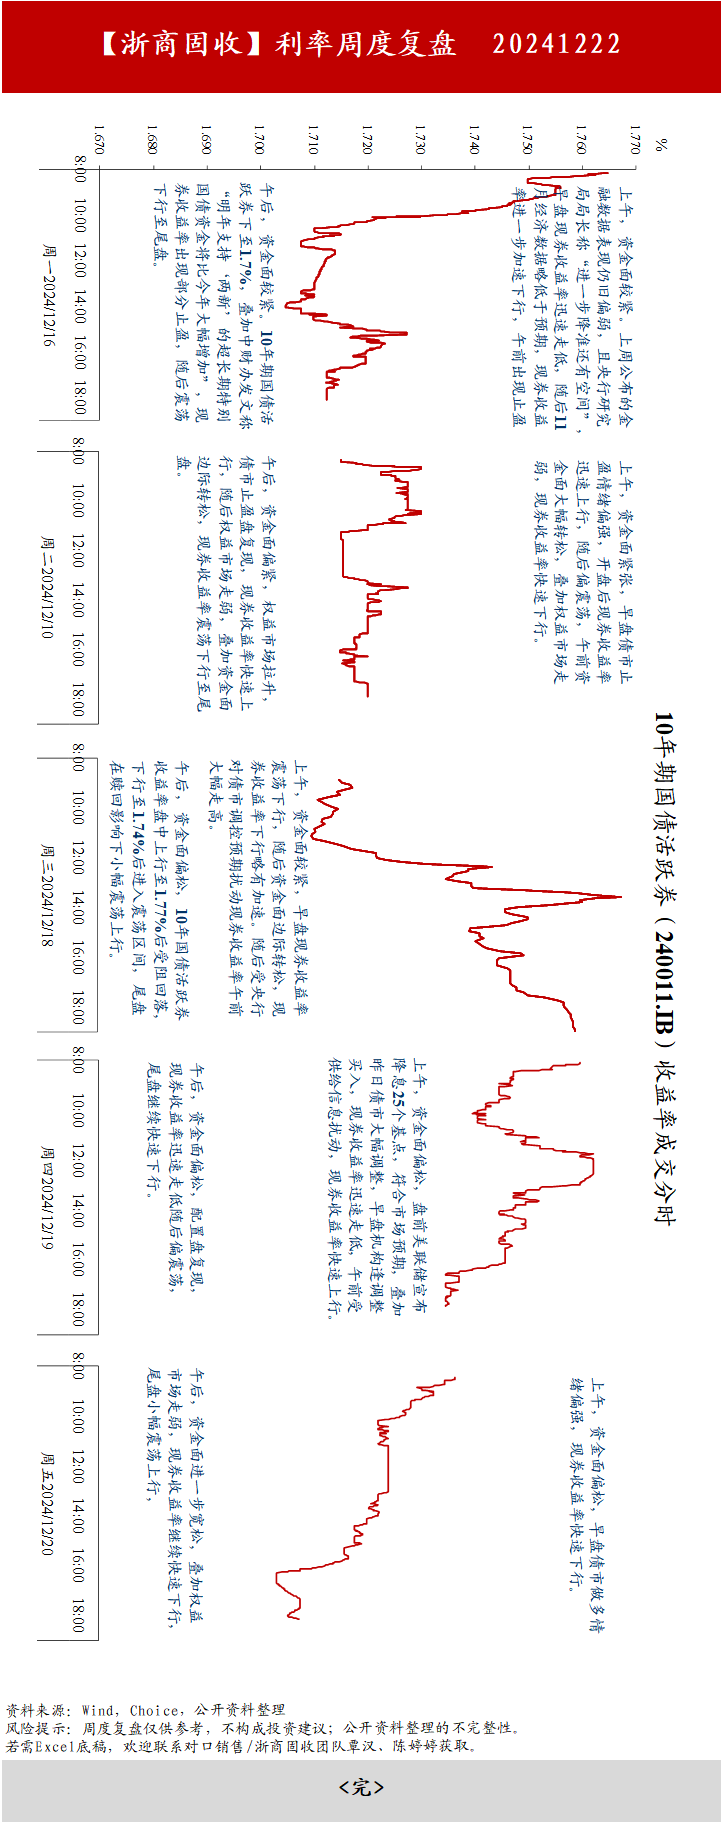 【浙商固收】利率周度复盘 20241222
10年期国债活跃券（240011.IB）收益率成交分时
%
1.770
1.760
1.750
1.740
1.730
1.720
1.710
1.700
1.690
1.680
1.670
上午，资金面较紧。上周公布的金
融数据表现仍旧偏弱，且央行研究
局局长称“进一步降准还有空间”，
早盘现券收益率迅速走低，随后11
月经济数据略低于预期，现券收益
率进一步加速下行，午前出现止盈
午后，资金面较紧。10年期国债活
跃券下至1.7%，叠加中财办发文称
“明年支持‘两新’的超长期特别
国债资金将比今年大幅增加”，现
券收益率出现部分止盈，随后震荡
下行至尾盘。
8:00 10:00 12:00 14:00 16:00 18:00
周一2024/12/16
上午，资金面紧张，早盘债市止
盈情绪偏强，开盘后现券收益率
迅速上行，随后偏震荡，午前资
金面大幅转松，叠加权益市场走
弱，现券收益率快速下行。
午后，资金面偏紧，权益市场拉升，
债市止盈盘复现，现券收益率快速上
行，随后权益市场走弱，叠加资金面
边际转松，现券收益率震荡下行至尾
盘。
8:00 10:00 12:00 14:00 16:00 18:00
周二2024/12/10
上午，资金面较紧，早盘现券收益率
震荡下行，随后资金面边际转松，现
券收益率下行略有加速。随后受央行
对债市调控预期扰动现券收益率午前
大幅走高。
午后，资金面偏松，10年国债活跃券
收益率盘中上行至1.77%后受阻回落，
下行至1.74%后进入震荡区间，尾盘
在赎回影响下小幅震荡上行。
8:00 10:00 12:00 14:00 16:00 18:00
周三2024/12/18
上午，资金面偏松，盘前美联储宣布
降息25个基点，符合市场预期，叠加
昨日债市大幅调整，早盘机构逢调整
买入，现券收益率迅速走低，午前受
供给信息扰动，现券收益率快速上行。
午后，资金面偏松，配置盘复现，
现券收益率迅速走低随后偏震荡，
尾盘继续快速下行。
8:00 10:00 12:00 14:00 16:00 18:00
周四2024/12/19
上午，资金面偏松，早盘债市做多情
绪偏强，现券收益率快速下行。
午后，资金面进一步宽松，叠加权益
市场走弱，现券收益率继续快速下行，
尾盘小幅震荡上行，
8:00 10:00 12:00 14:00 16:00 18:00
周五2024/12/20
资料来源：Wind，Choice，公开资料整理
风险提示：周度复盘仅供参考，不构成投资建议；公开资料整理的不完整性。
若需Excel底稿，欢迎联系对口销售/浙商固收团队覃汉、陈婷婷获取。
<完>